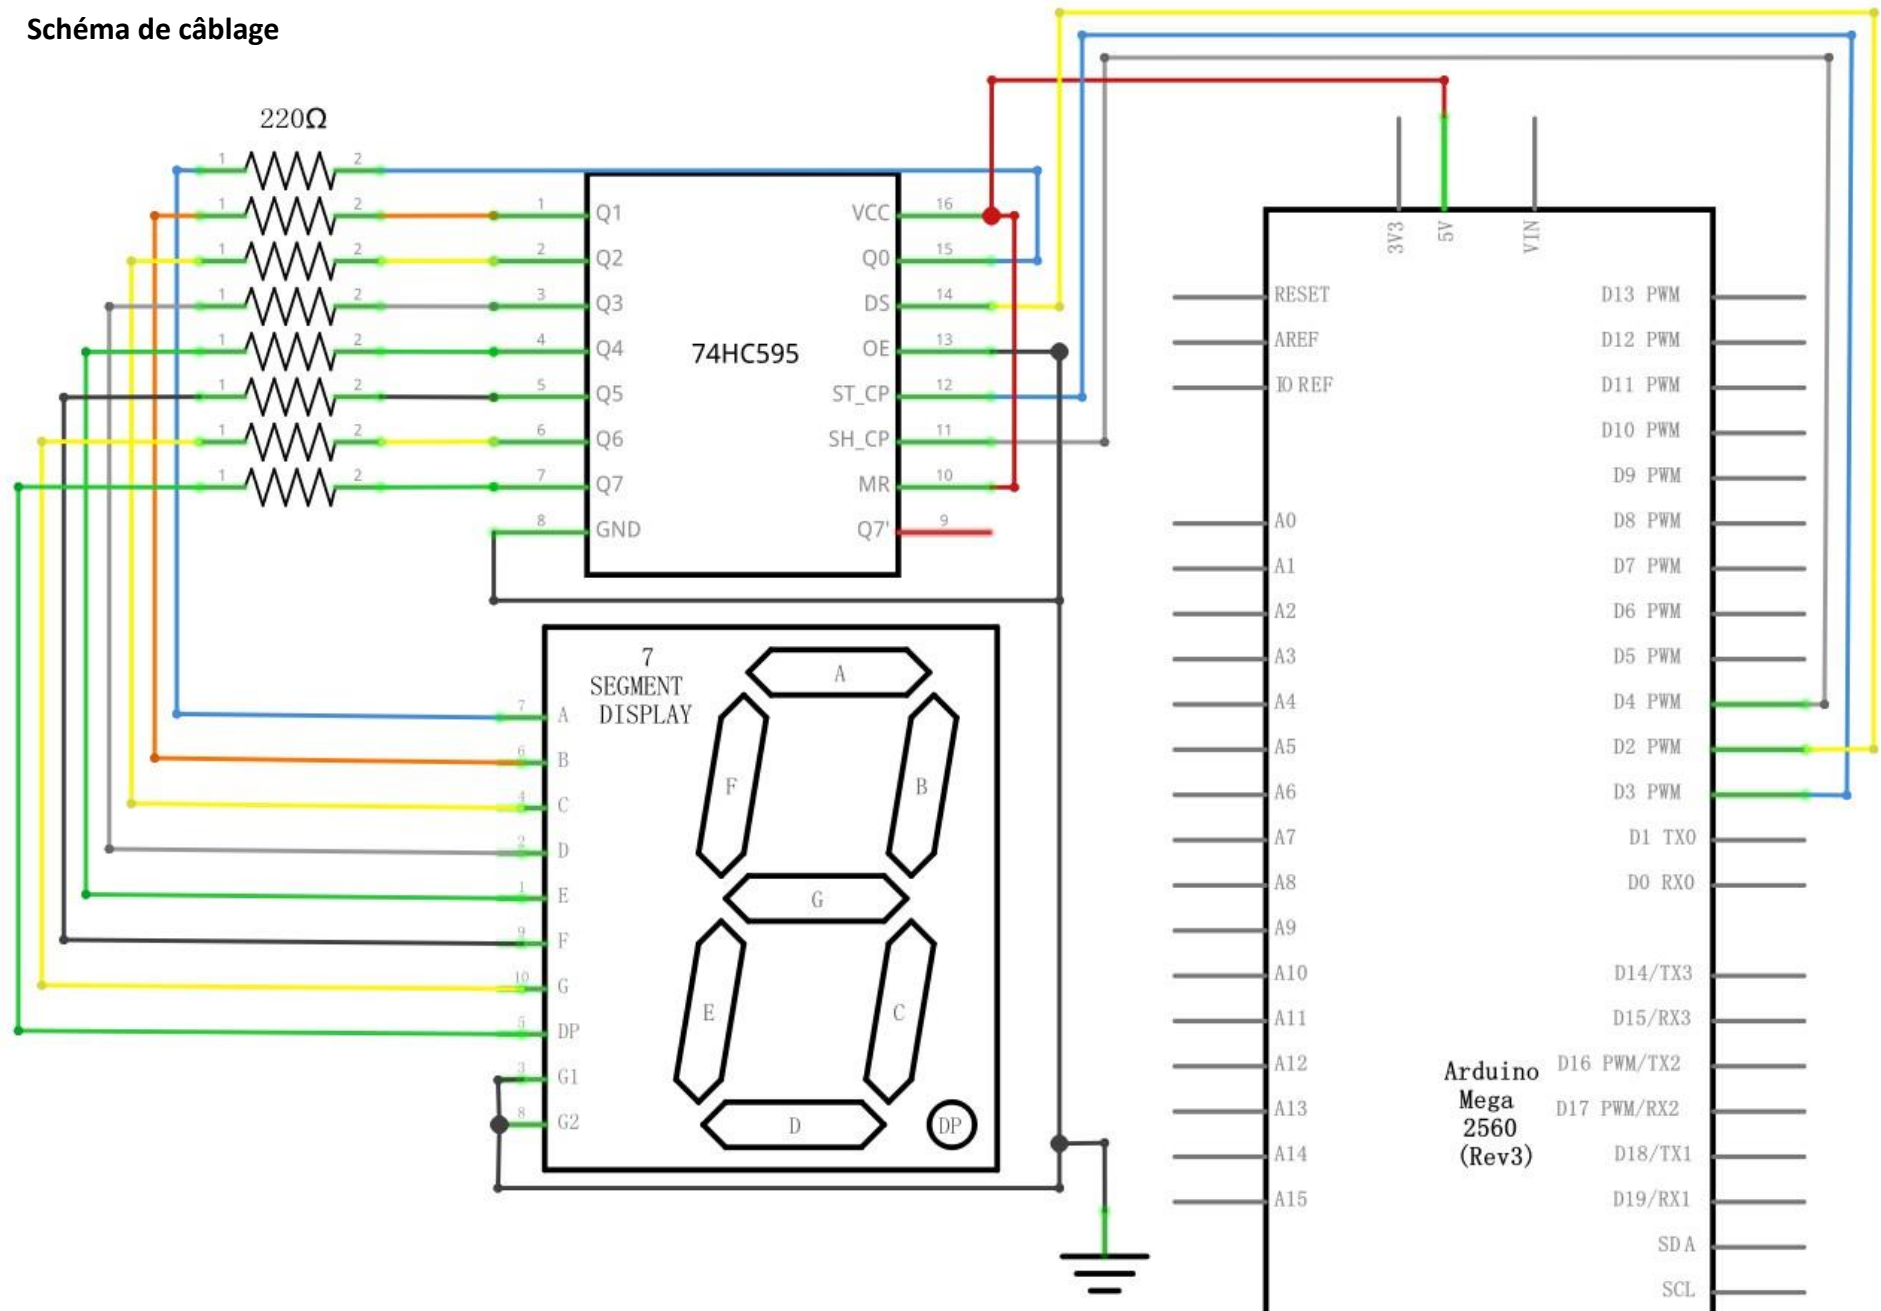 Schéma de câblage
220Ω
1 2
1 2
1 2
1 2
1 2
1 2
1 2
1 2
1 Q1
2 Q2
3 Q3
4 Q4
5 Q5
6 Q6
7 Q7
8 GND
74HC595
VCC 16
Q0 15
DS 14
OE 13
ST_CP 12
SH_CP 11
MR 10
Q7' 9
7
SEGMENT
DISPLAY
7 A
6 B
4 C
2 D
1 E
9 F
10 G
5 DP
3 G1
8 G2
A
F B
G
E C
D DP
3V3 5V VIN
RESET
AREF
IO REF
A0
A1
A2
A3
A4
A5
A6
A7
A8
A9
A10
A11
A12
A13
A14
A15
Arduino
Mega
2560
(Rev3)
D13 PWM
D12 PWM
D11 PWM
D10 PWM
D9 PWM
D8 PWM
D7 PWM
D6 PWM
D5 PWM
D4 PWM
D2 PWM
D3 PWM
D1 TX0
D0 RX0
D14/TX3
D15/RX3
D16 PWM/TX2
D17 PWM/RX2
D18/TX1
D19/RX1
SDA
SCL